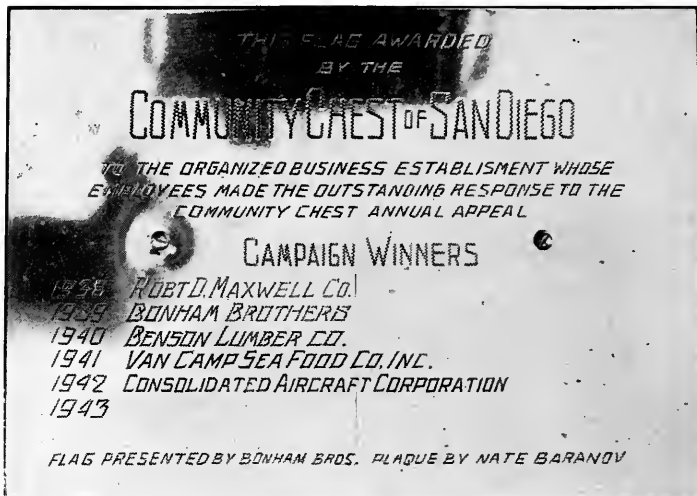 THIS FLAG AWARDED
BY THE
COMMUNITY CHEST OF SAN DIEGO
TO THE ORGANIZED BUSINESS ESTABLISMENT WHOSE
EMPLOYEES MADE THE OUTSTANDING RESPONSE TO THE
COMMUNITY CHEST ANNUAL APPEAL
CAMPAIGN WINNERS
1938 ROBT D. MAXWELL CO.
1939 BONHAM BROTHERS
1940 BENSON LUMBER CO.
1941 VAN CAMP SEA FOOD CO, INC.
1942 CONSOLIDATED AIRCRAFT CORPORATION
1943
FLAG PRESENTED BY BONHAM BROS. PLAQUE BY NATE BARANOV